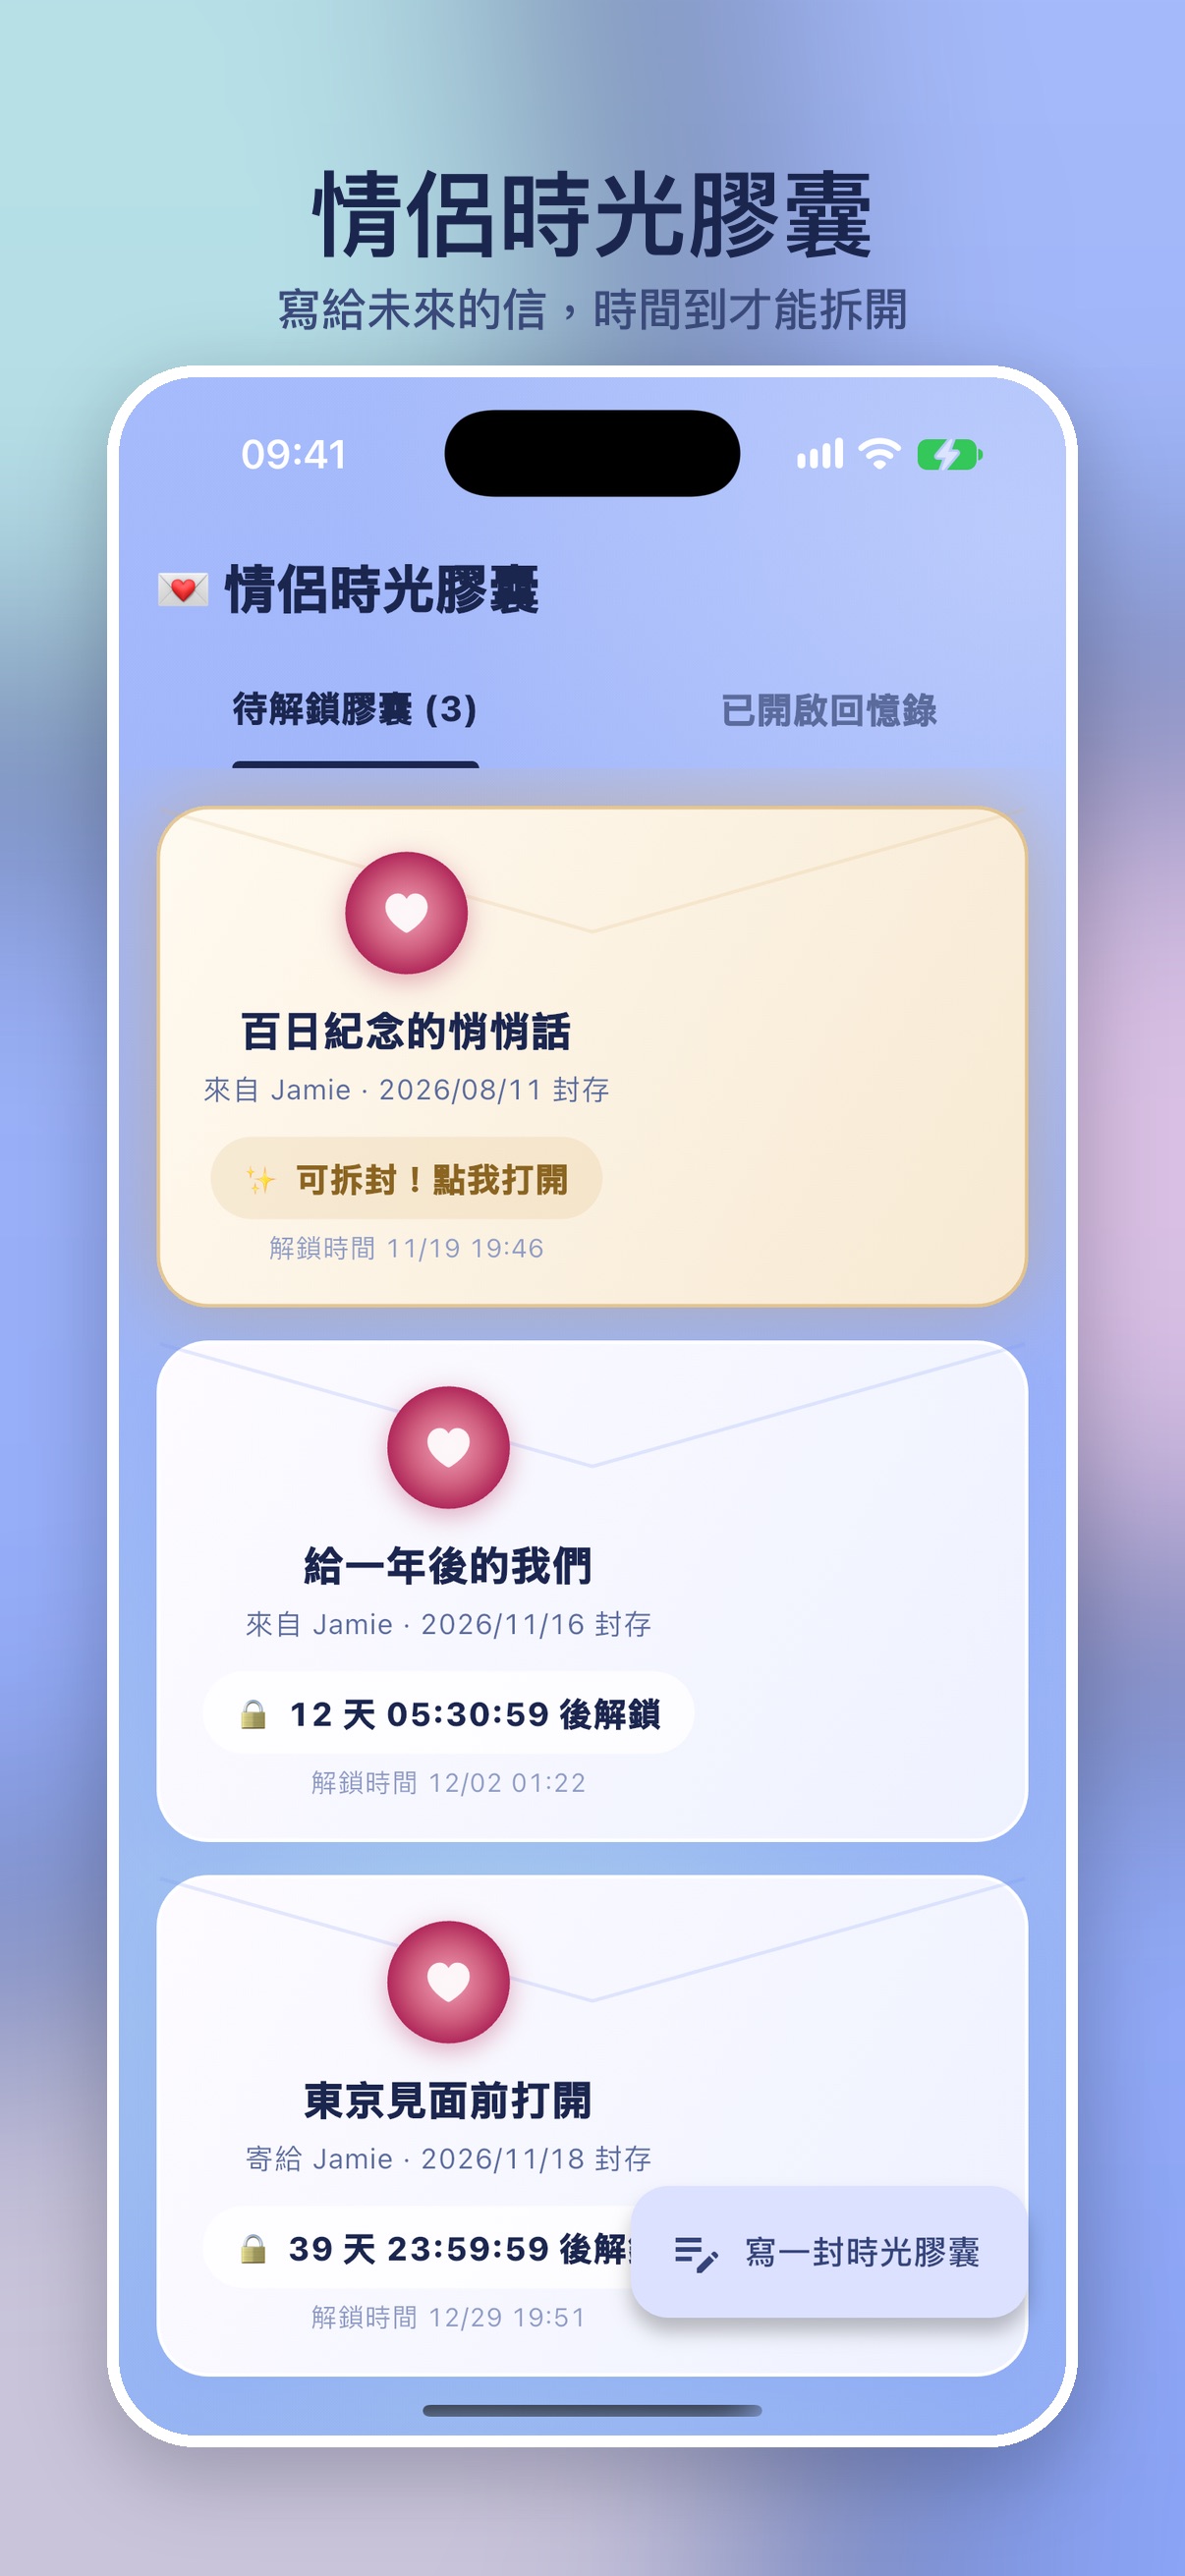 情侶時光膠囊
寫給未來的信，時間到才能拆開
09:41
情侶時光膠囊
待解鎖膠囊 (3)
已開啟回憶錄
百日紀念的悄悄話
來自 Jamie · 2026/08/11 封存
可拆封！點我打開
解鎖時間 11/19 19:46
給一年後的我們
來自 Jamie · 2026/11/16 封存
12 天 05:30:59 後解鎖
解鎖時間 12/02 01:22
東京見面前打開
寄給 Jamie · 2026/11/18 封存
39 天 23:59:59 後解
寫一封時光膠囊
解鎖時間 12/29 19:51